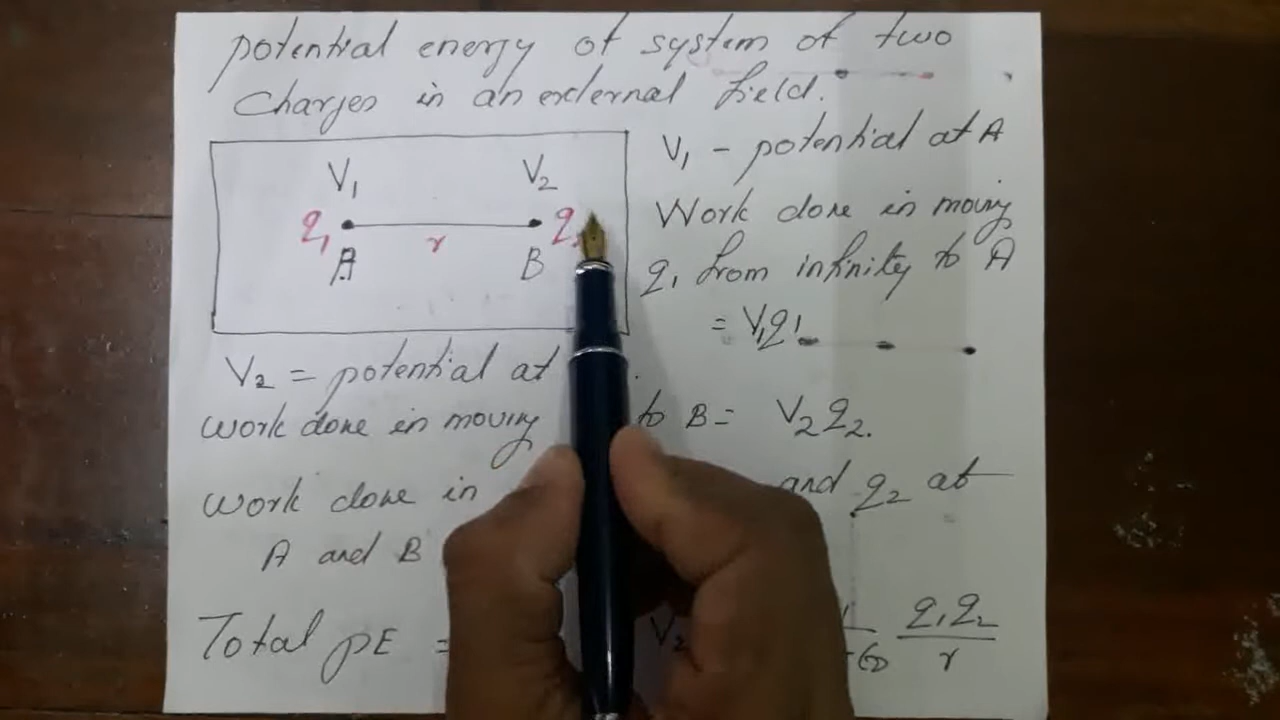 potential energy of system of two
charges in an external field.
V₁ V₂
q₁ r q
A B
V₁ - potential at A
Work done in moving
q₁ from infinity to A
= V₁q₁
V₂ = potential at
work done in moving to B = V₂q₂.
work done in and q₂ at
A and B
Total PE = V₂ q₁q₂
r